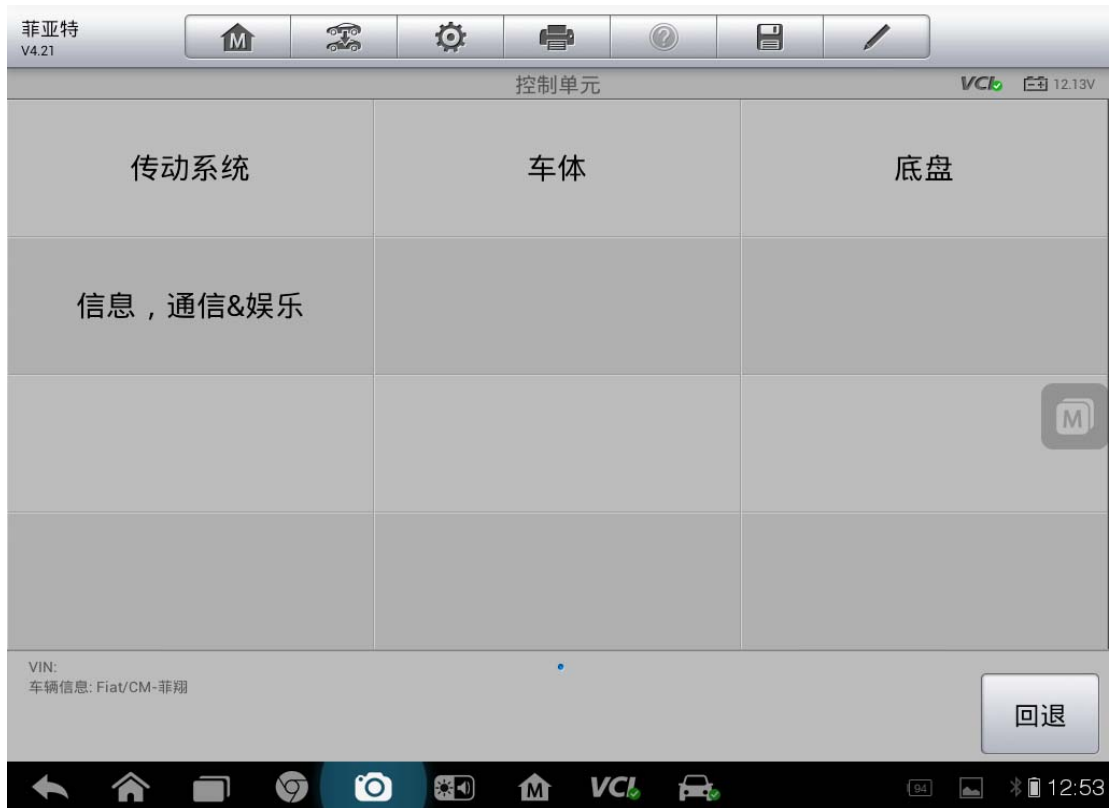 菲亚特
V4.21
M
控制单元
VCI
12.13V
传动系统
车体
底盘
信息，通信&娱乐
M
VIN:
车辆信息: Fiat/CM-菲翔
回退
M
VCI
94
12:53